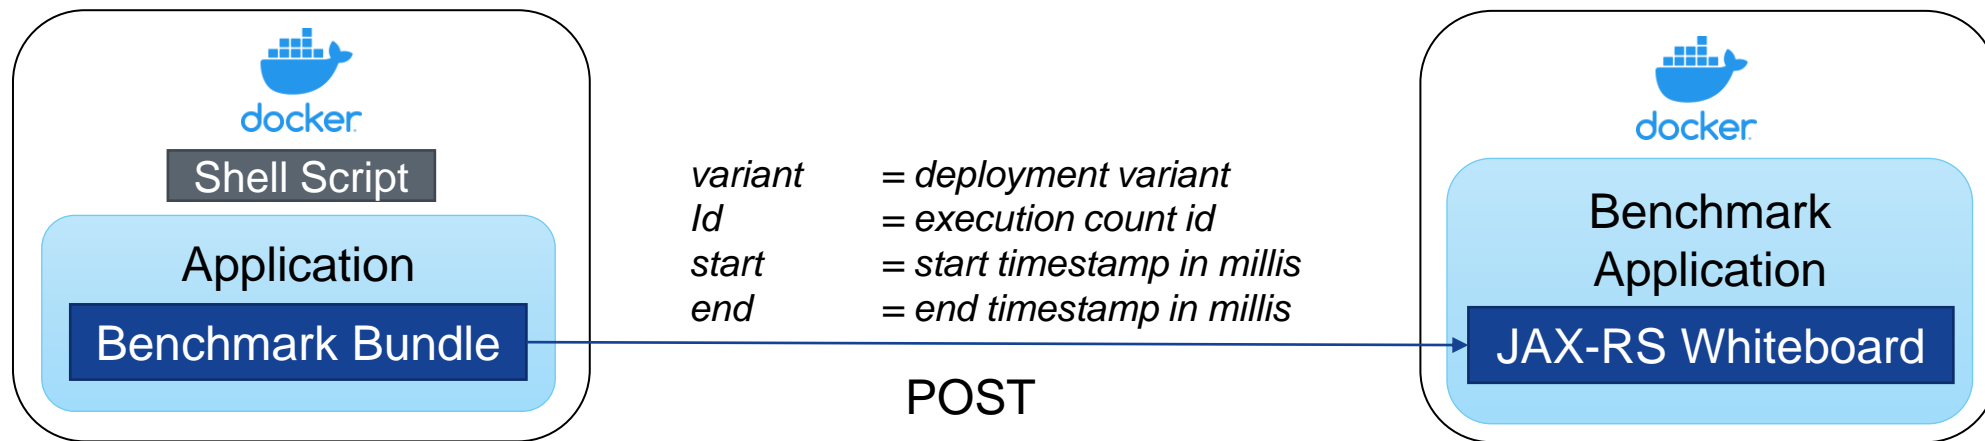 docker
Shell Script
Application
Benchmark Bundle
variant = deployment variant
Id = execution count id
start = start timestamp in millis
end = end timestamp in millis
POST
docker
Benchmark
Application
JAX-RS Whiteboard